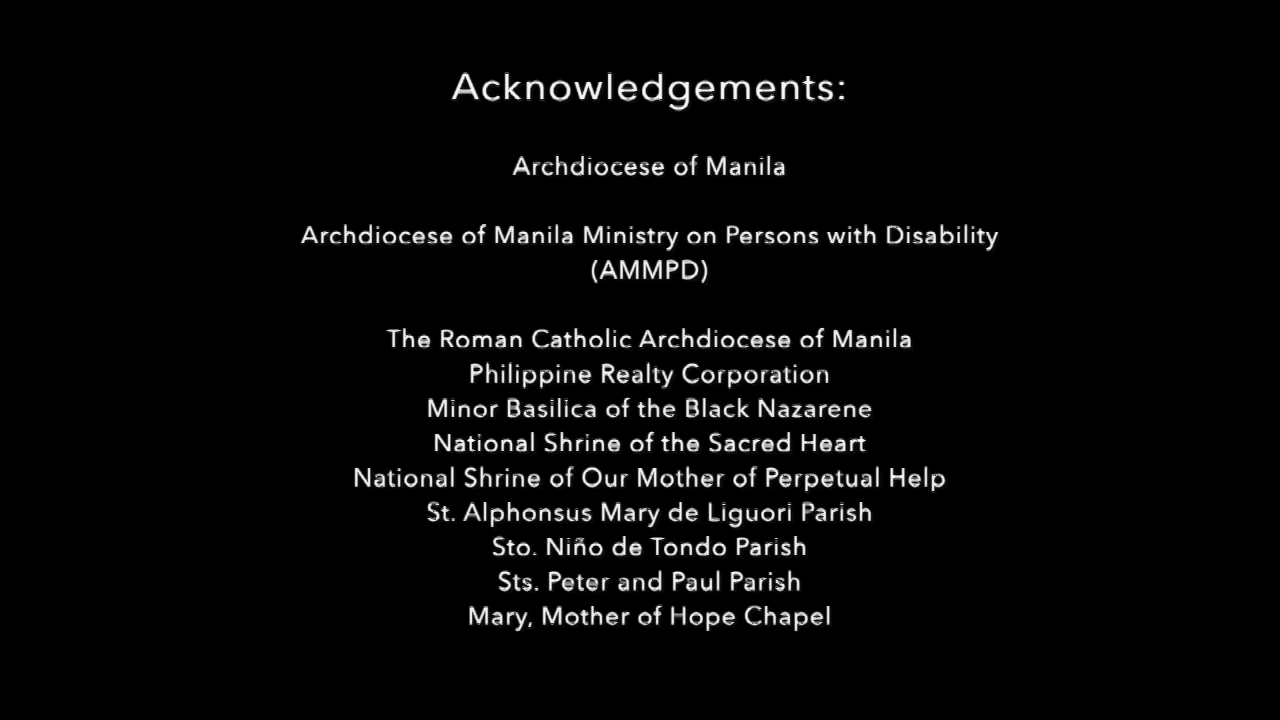 Acknowledgements:
Archdiocese of Manila
Archdiocese of Manila Ministry on Persons with Disability
(AMMPD)
The Roman Catholic Archdiocese of Manila
Philippine Realty Corporation
Minor Basilica of the Black Nazarene
National Shrine of the Sacred Heart
National Shrine of Our Mother of Perpetual Help
St. Alphonsus Mary de Liguori Parish
Sto. Niño de Tondo Parish
Sts. Peter and Paul Parish
Mary, Mother of Hope Chapel